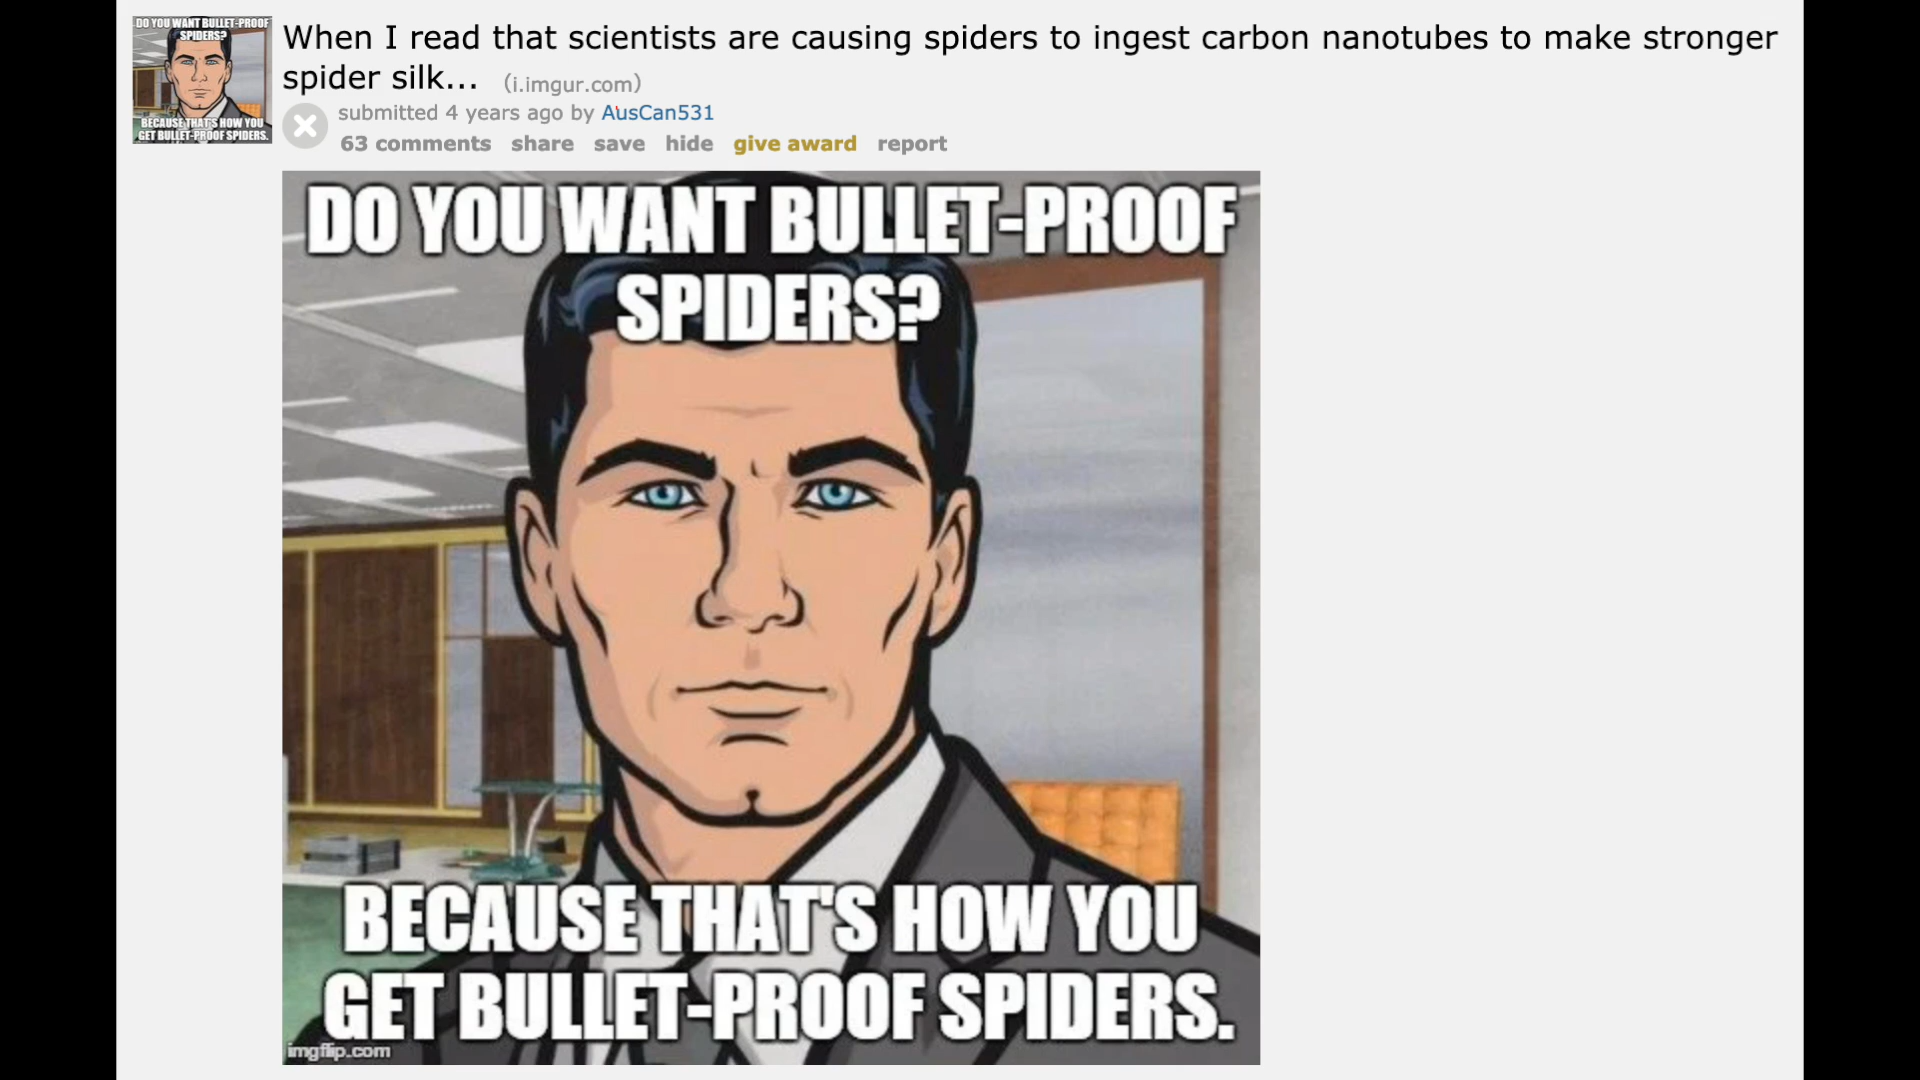 DO YOU WANT BULLET-PROOF
SPIDERS?
BECAUSE THAT'S HOW YOU
GET BULLET-PROOF SPIDERS.
When I read that scientists are causing spiders to ingest carbon nanotubes to make stronger
spider silk... (i.imgur.com)
submitted 4 years ago by AusCan531
63 comments share save hide give award report
DO YOU WANT BULLET-PROOF
SPIDERS?
BECAUSE THAT'S HOW YOU
GET BULLET-PROOF SPIDERS.
imgflip.com